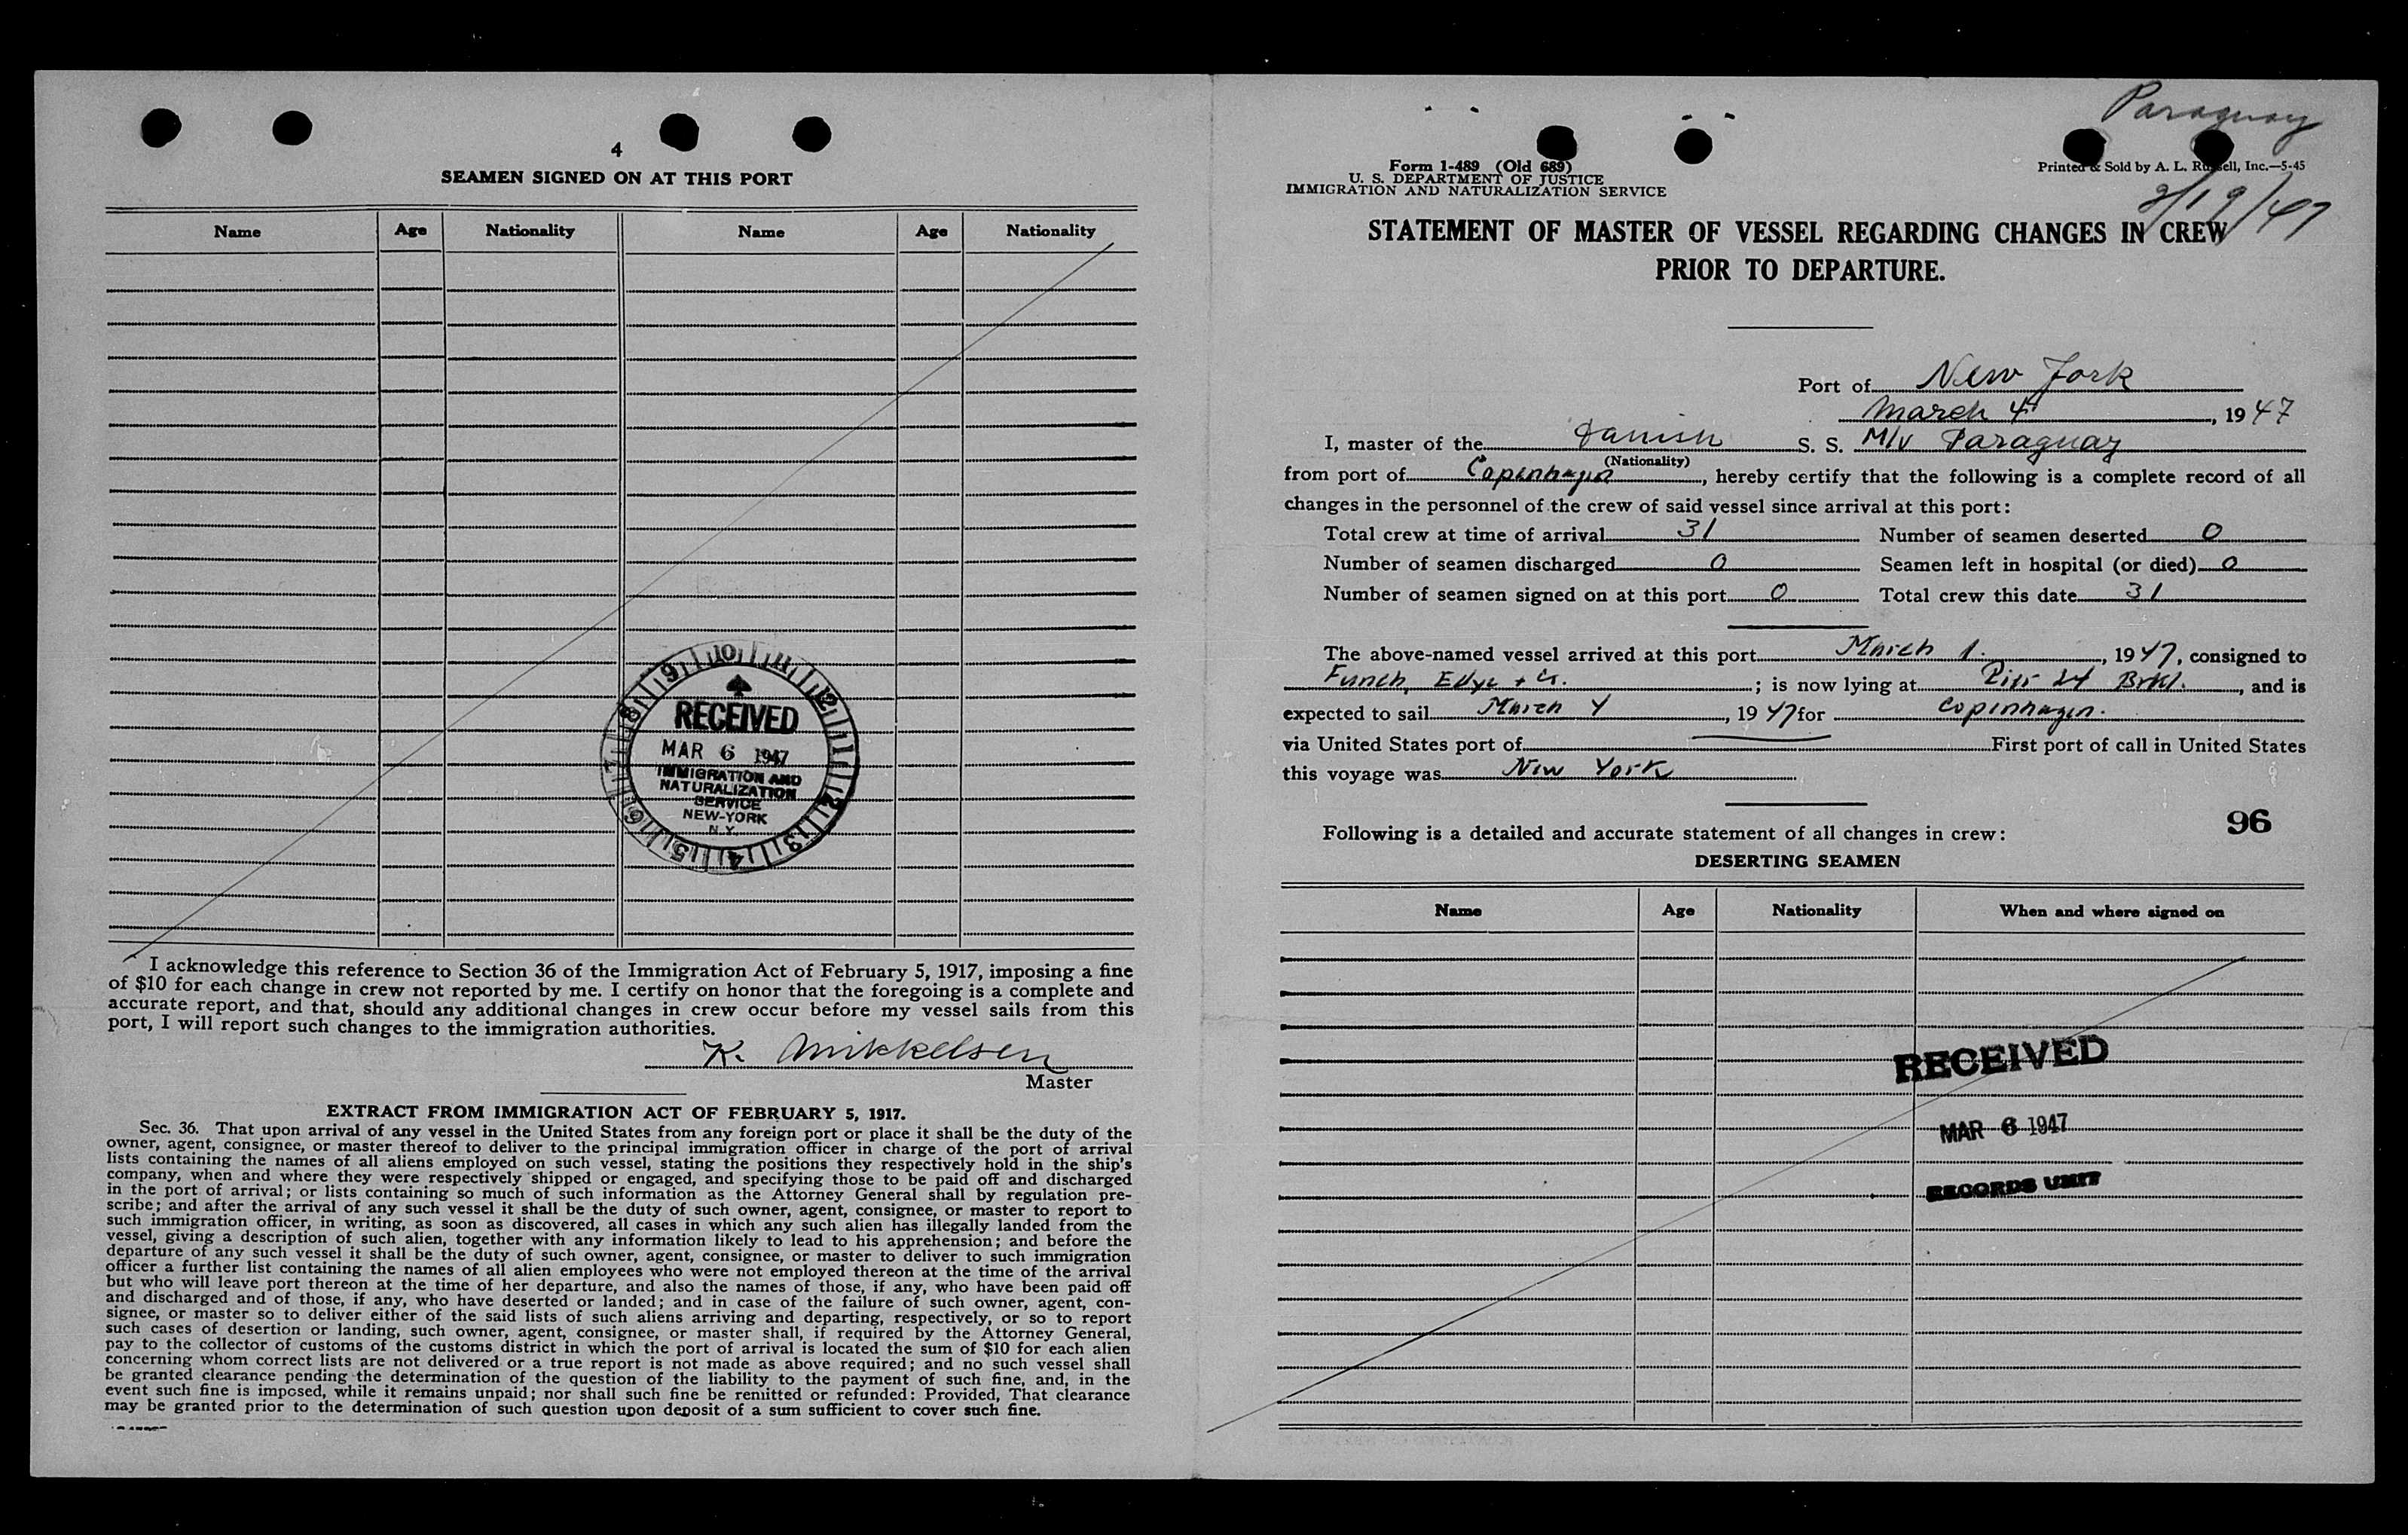 4
SEAMEN SIGNED ON AT THIS PORT
Name Age Nationality Name Age Nationality
10 11 12 1 2 3 4 5 6 7 8 9
RECEIVED
MAR 6 1947
IMMIGRATION AND
NATURALIZATION
SERVICE
NEW-YORK
N.Y.
I acknowledge this reference to Section 36 of the Immigration Act of February 5, 1917, imposing a fine
of $10 for each change in crew not reported by me. I certify on honor that the foregoing is a complete and
accurate report, and that, should any additional changes in crew occur before my vessel sails from this
port, I will report such changes to the immigration authorities.
K. Mikkelsen
Master
EXTRACT FROM IMMIGRATION ACT OF FEBRUARY 5, 1917.
Sec. 36. That upon arrival of any vessel in the United States from any foreign port or place it shall be the duty of the
owner, agent, consignee, or master thereof to deliver to the principal immigration officer in charge of the port of arrival
lists containing the names of all aliens employed on such vessel, stating the positions they respectively hold in the ship's
company, when and where they were respectively shipped or engaged, and specifying those to be paid off and discharged
in the port of arrival; or lists containing so much of such information as the Attorney General shall by regulation pre-
scribe; and after the arrival of any such vessel it shall be the duty of such owner, agent, consignee, or master to report to
such immigration officer, in writing, as soon as discovered, all cases in which any such alien has illegally landed from the
vessel, giving a description of such alien, together with any information likely to lead to his apprehension; and before the
departure of any such vessel it shall be the duty of such owner, agent, consignee, or master to deliver to such immigration
officer a further list containing the names of all alien employees who were not employed thereon at the time of the arrival
but who will leave port thereon at the time of her departure, and also the names of those, if any, who have been paid off
and discharged and of those, if any, who have deserted or landed; and in case of the failure of such owner, agent, con-
signee, or master so to deliver either of the said lists of such aliens arriving and departing, respectively, or so to report
such cases of desertion or landing, such owner, agent, consignee, or master shall, if required by the Attorney General,
pay to the collector of customs of the customs district in which the port of arrival is located the sum of $10 for each alien
concerning whom correct lists are not delivered or a true report is not made as above required; and no such vessel shall
be granted clearance pending the determination of the question of the liability to the payment of such fine, and, in the
event such fine is imposed, while it remains unpaid; nor shall such fine be remitted or refunded: Provided, That clearance
may be granted prior to the determination of such question upon deposit of a sum sufficient to cover such fine.
Paraguay
Form 1-489 (Old 689)
U. S. DEPARTMENT OF JUSTICE
IMMIGRATION AND NATURALIZATION SERVICE
Printed & Sold by A. L. Russell, Inc.—5-45
2/19/47
STATEMENT OF MASTER OF VESSEL REGARDING CHANGES IN CREW
PRIOR TO DEPARTURE.
Port of New York
March 4, 1947
I, master of the Danish S. S. M/V Paraguay
(Nationality)
from port of Copenhagen, hereby certify that the following is a complete record of all
changes in the personnel of the crew of said vessel since arrival at this port:
Total crew at time of arrival 31 Number of seamen deserted 0
Number of seamen discharged 0 Seamen left in hospital (or died) 0
Number of seamen signed on at this port 0 Total crew this date 31
The above-named vessel arrived at this port March 1., 1947, consigned to
Funch, Edye + Co.; is now lying at Pier 24 Brkl., and is
expected to sail March 4, 1947 for Copenhagen.
via United States port of First port of call in United States
this voyage was New York
96
Following is a detailed and accurate statement of all changes in crew:
DESERTING SEAMEN
Name Age Nationality When and where signed on
RECEIVED
MAR 6 1947
RECORDS UNIT